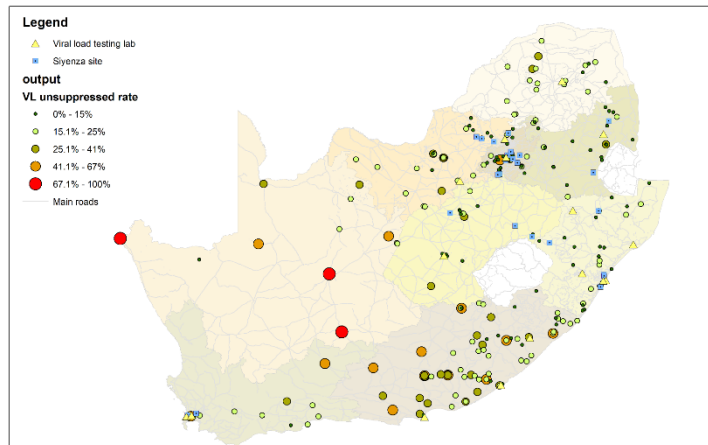 Legend
Viral load testing lab
Siyenza site
output
VL unsuppressed rate
0% - 15%
15.1% - 25%
25.1% - 41%
41.1% - 67%
67.1% - 100%
Main roads